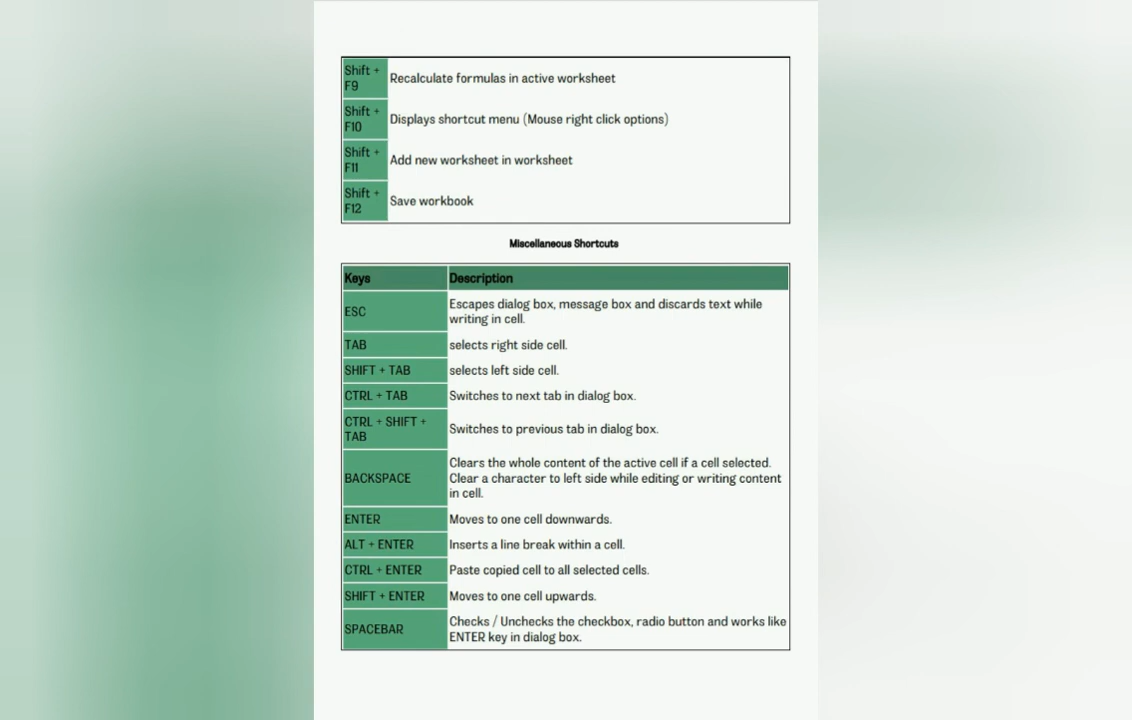 Shift +
F9
Recalculate formulas in active worksheet
Shift +
F10
Displays shortcut menu (Mouse right click options)
Shift +
F11
Add new worksheet in worksheet
Shift +
F12
Save workbook
Miscellaneous Shortcuts
Keys
Description
ESC
Escapes dialog box, message box and discards text while
writing in cell.
TAB
selects right side cell.
SHIFT + TAB
selects left side cell.
CTRL + TAB
Switches to next tab in dialog box.
CTRL + SHIFT +
TAB
Switches to previous tab in dialog box.
BACKSPACE
Clears the whole content of the active cell if a cell selected.
Clear a character to left side while editing or writing content
in cell.
ENTER
Moves to one cell downwards.
ALT + ENTER
Inserts a line break within a cell.
CTRL + ENTER
Paste copied cell to all selected cells.
SHIFT + ENTER
Moves to one cell upwards.
SPACEBAR
Checks / Unchecks the checkbox, radio button and works like
ENTER key in dialog box.